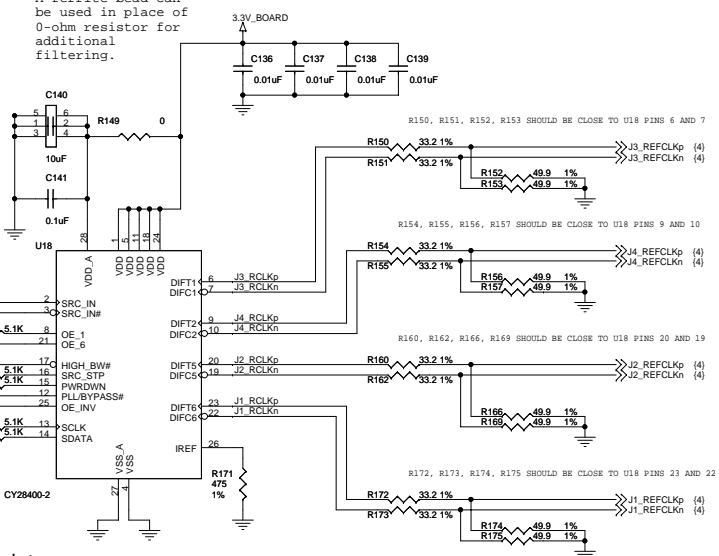 be used in place of
0-ohm resistor for
additional
filtering.
3.3V_BOARD
C136
0.01uF
C137
0.01uF
C138
0.01uF
C139
0.01uF
C140
5 6
1 2
3 4
10uF
R149 0
C141
0.1uF
28
1
5
11
18
24
U18
VDD_A
VDD
VDD
VDD
VDD
VDD
2 SRC_IN
3 SRC_IN#
5.1K 8 OE_1
21 OE_6
17 HIGH_BW#
5.1K 16 SRC_STP
5.1K 15 PWRDWN
12 PLL/BYPASS#
25 OE_INV
5.1K 13 SCLK
5.1K 14 SDATA
VSS_A
VSS
27
4
CY28400-2
DIFT1 6 J3_RCLKp
DIFC1 7 J3_RCLKn
DIFT2 9 J4_RCLKp
DIFC2 10 J4_RCLKn
DIFT5 20 J2_RCLKp
DIFC5 19 J2_RCLKn
DIFT6 23 J1_RCLKp
DIFC6 22 J1_RCLKn
IREF 26
R171
475
1%
R150, R151, R152, R153 SHOULD BE CLOSE TO U18 PINS 6 AND 7
R150 33.2 1% J3_REFCLKp {4}
R151 33.2 1% J3_REFCLKn {4}
R152 49.9 1%
R153 49.9 1%
R154, R155, R156, R157 SHOULD BE CLOSE TO U18 PINS 9 AND 10
R154 33.2 1% J4_REFCLKp {4}
R155 33.2 1% J4_REFCLKn {4}
R156 49.9 1%
R157 49.9 1%
R160, R162, R166, R169 SHOULD BE CLOSE TO U18 PINS 20 AND 19
R160 33.2 1% J2_REFCLKp {4}
R162 33.2 1% J2_REFCLKn {4}
R166 49.9 1%
R169 49.9 1%
R172, R173, R174, R175 SHOULD BE CLOSE TO U18 PINS 23 AND 22
R172 33.2 1% J1_REFCLKp {4}
R173 33.2 1% J1_REFCLKn {4}
R174 49.9 1%
R175 49.9 1%